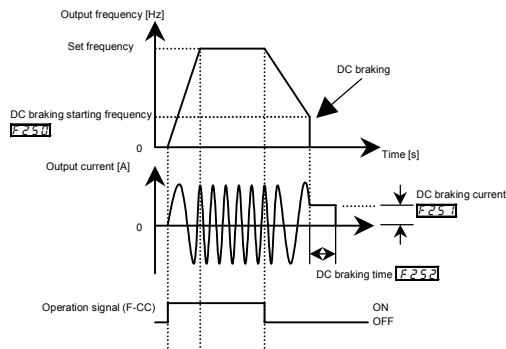 Output frequency [Hz]
Set frequency
DC braking
DC braking starting frequency
F250
0
Time [s]
Output current [A]
DC braking current
F251
0
DC braking time F252
Operation signal (F-CC)
ON
OFF